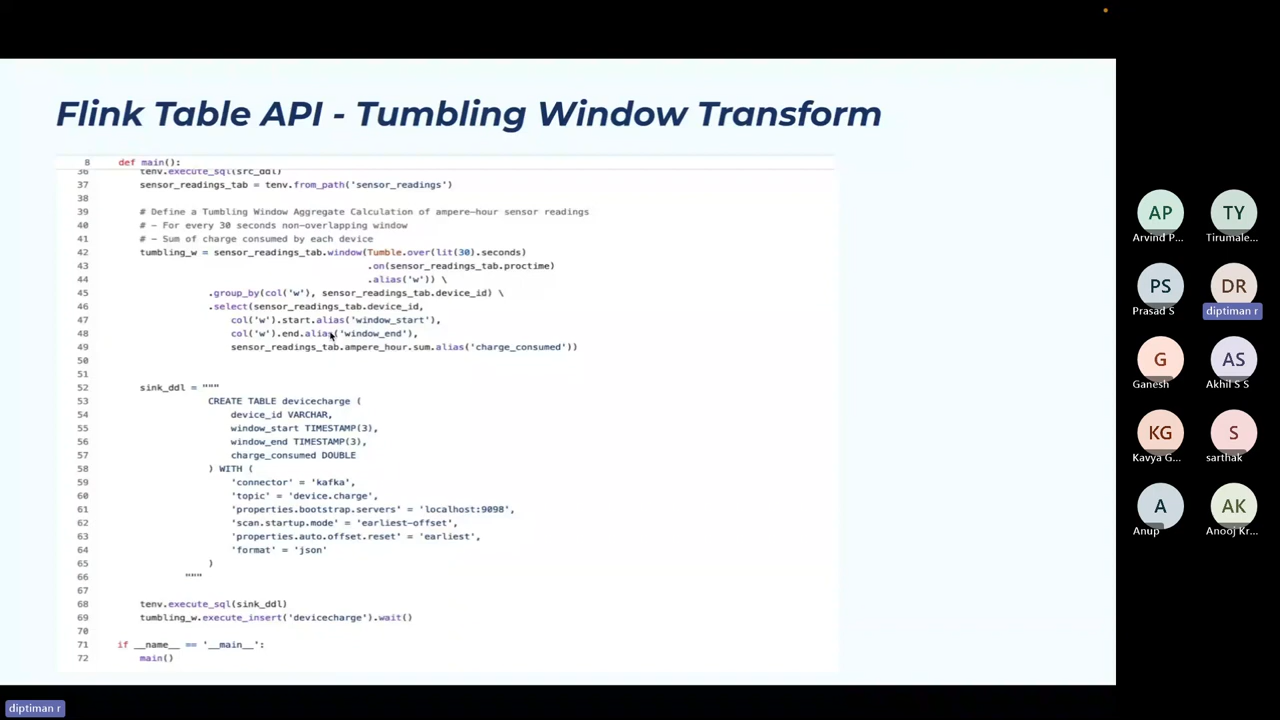 Flink Table API - Tumbling Window Transform
8 def main():
36 tenv.execute_sql(src_ddl)
37 sensor_readings_tab = tenv.from_path('sensor_readings')
38
39 # Define a Tumbling Window Aggregate Calculation of ampere-hour sensor readings
40 # - For every 30 seconds non-overlapping window
41 # - Sum of charge consumed by each device
42 tumbling_w = sensor_readings_tab.window(Tumble.over(lit(30).seconds)
43 .on(sensor_readings_tab.proctime)
44 .alias('w')) \
45 .group_by(col('w'), sensor_readings_tab.device_id) \
46 .select(sensor_readings_tab.device_id,
47 col('w').start.alias('window_start'),
48 col('w').end.alias('window_end'),
49 sensor_readings_tab.ampere_hour.sum.alias('charge_consumed'))
50
51
52 sink_ddl = """
53 CREATE TABLE devicecharge (
54 device_id VARCHAR,
55 window_start TIMESTAMP(3),
56 window_end TIMESTAMP(3),
57 charge_consumed DOUBLE
58 ) WITH (
59 'connector' = 'kafka',
60 'topic' = 'device.charge',
61 'properties.bootstrap.servers' = 'localhost:9098',
62 'scan.startup.mode' = 'earliest-offset',
63 'properties.auto.offset.reset' = 'earliest',
64 'format' = 'json'
65 )
66 """
67
68 tenv.execute_sql(sink_ddl)
69 tumbling_w.execute_insert('devicecharge').wait()
70
71 if __name__ == '__main__':
72 main()
AP TY
Arvind P... Tirumale...
PS DR
Prasad S diptiman r
G AS
Ganesh Akhil S S
KG S
Kavya G... sarthak
A AK
Anup Anooj Kr...
diptiman r